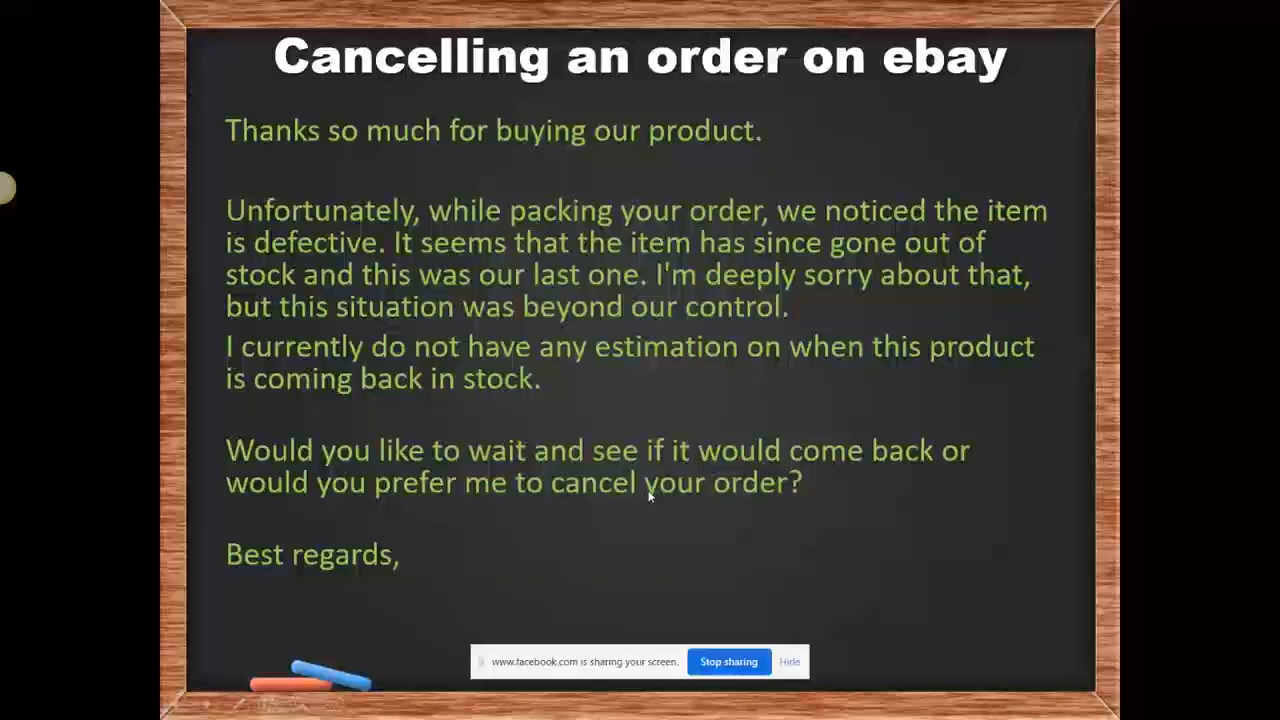 Cancelling an order on ebay
Thanks so much for buying our product.
Unfortunately, while packing your order, we noticed the item
is defective. It seems that the item has since gone out of
stock and this was our last one. I'm deeply sorry about that,
but this situation was beyond our control.
I currently do not have any estimation on when this product
is coming back in stock.
Would you like to wait and see if it would come back or
would you prefer me to cancel your order?
Best regards,
www.facebook.com is sharing your screen. Stop sharing Hide